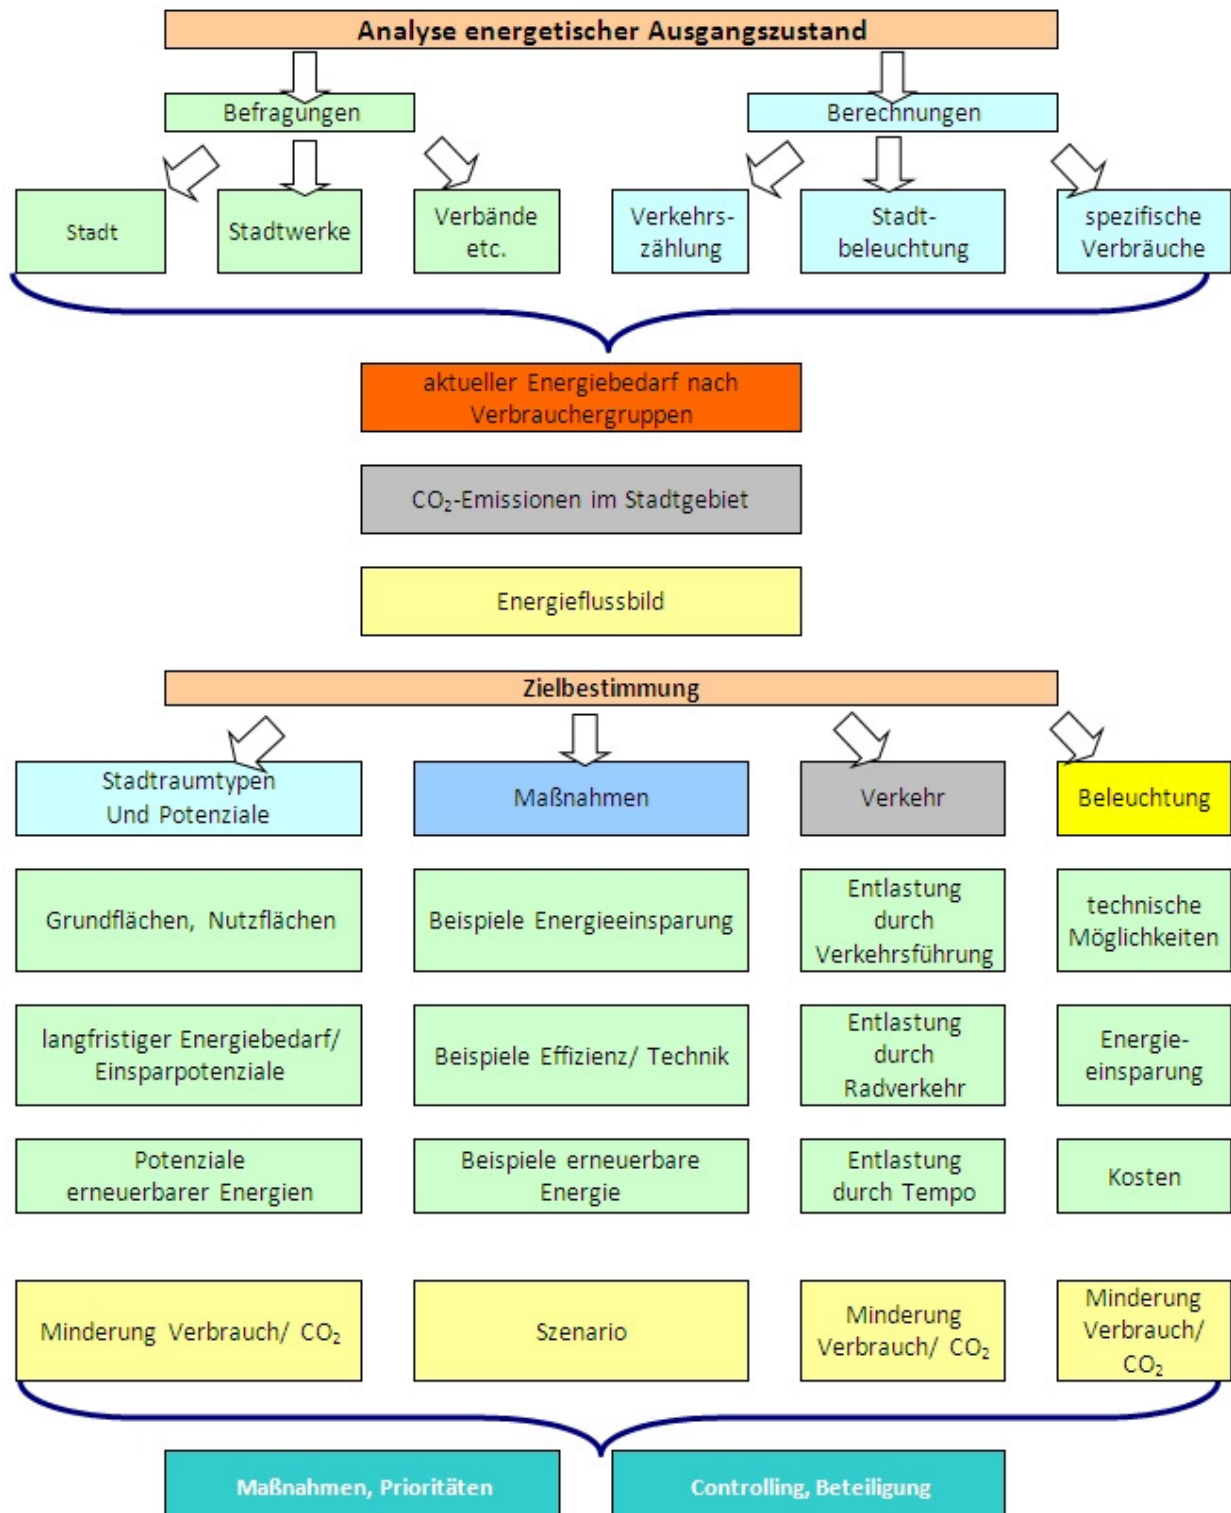 Analyse energetischer Ausgangszustand
Befragungen
Berechnungen
Stadt
Stadtwerke
Verbände
etc.
Verkehrs-
zählung
Stadt-
beleuchtung
spezifische
Verbräuche
aktueller Energiebedarf nach
Verbrauchergruppen
CO₂-Emissionen im Stadtgebiet
Energieflussbild
Zielbestimmung
Stadtraumtypen
Und Potenziale
Maßnahmen
Verkehr
Beleuchtung
Grundflächen, Nutzflächen
Beispiele Energieeinsparung
Entlastung
durch
Verkehrsführung
technische
Möglichkeiten
langfristiger Energiebedarf/
Einsparpotenziale
Beispiele Effizienz/ Technik
Entlastung
durch
Radverkehr
Energie-
einsparung
Potenziale
erneuerbarer Energien
Beispiele erneuerbare
Energie
Entlastung
durch Tempo
Kosten
Minderung Verbrauch/ CO₂
Szenario
Minderung
Verbrauch/ CO₂
Minderung
Verbrauch/
CO₂
Maßnahmen, Prioritäten
Controlling, Beteiligung